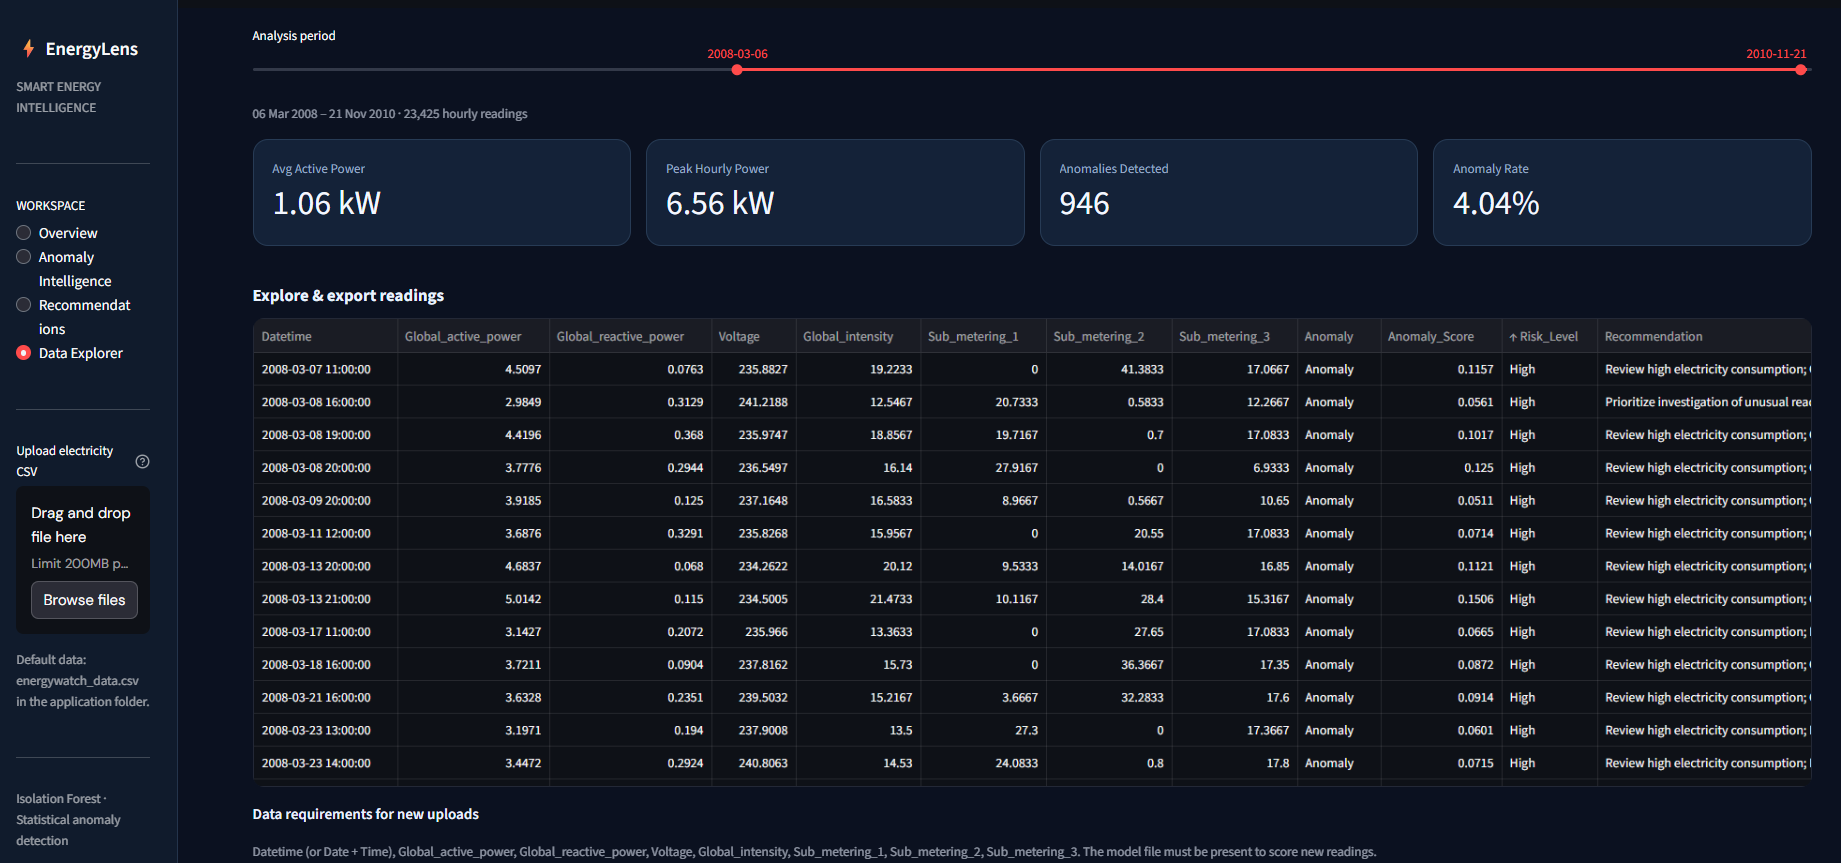 EnergyLens
SMART ENERGY
INTELLIGENCE
WORKSPACE
Overview
Anomaly
Intelligence
Recommendat
ions
Data Explorer
Upload electricity
CSV
Drag and drop
file here
Limit 200MB p...
Browse files
Default data:
energywatch_data.csv
in the application folder.
Isolation Forest ·
Statistical anomaly
detection
Analysis period
2008-03-06 2010-11-21
06 Mar 2008 – 21 Nov 2010 · 23,425 hourly readings
Avg Active Power
1.06 kW
Peak Hourly Power
6.56 kW
Anomalies Detected
946
Anomaly Rate
4.04%
Explore & export readings
Datetime Global_active_power Global_reactive_power Voltage Global_intensity Sub_metering_1 Sub_metering_2 Sub_metering_3 Anomaly Anomaly_Score ↑ Risk_Level Recommendation
2008-03-07 11:00:00 4.5097 0.0763 235.8827 19.2233 0 41.3833 17.0667 Anomaly 0.1157 High Review high electricity consumption;
2008-03-08 16:00:00 2.9849 0.3129 241.2188 12.5467 20.7333 0.5833 12.2667 Anomaly 0.0561 High Prioritize investigation of unusual
2008-03-08 19:00:00 4.4196 0.368 235.9747 18.8567 19.7167 0.7 17.0833 Anomaly 0.1017 High Review high electricity consumption;
2008-03-08 20:00:00 3.7776 0.2944 236.5497 16.14 27.9167 0 6.9333 Anomaly 0.125 High Review high electricity consumption;
2008-03-09 20:00:00 3.9185 0.125 237.1648 16.5833 8.9667 0.5667 10.65 Anomaly 0.0511 High Review high electricity consumption;
2008-03-11 12:00:00 3.6876 0.3291 235.8268 15.9567 0 20.55 17.0833 Anomaly 0.0714 High Review high electricity consumption;
2008-03-13 20:00:00 4.6837 0.068 234.2622 20.12 9.5333 14.0167 16.85 Anomaly 0.1121 High Review high electricity consumption;
2008-03-13 21:00:00 5.0142 0.115 234.5005 21.4733 10.1167 28.4 15.3167 Anomaly 0.1506 High Review high electricity consumption;
2008-03-17 11:00:00 3.1427 0.2072 235.966 13.3633 0 27.65 17.0833 Anomaly 0.0665 High Review high electricity consumption;
2008-03-18 16:00:00 3.7211 0.0904 237.8162 15.73 0 36.3667 17.35 Anomaly 0.0872 High Review high electricity consumption;
2008-03-21 16:00:00 3.6328 0.2351 239.5032 15.2167 3.6667 32.2833 17.6 Anomaly 0.0914 High Review high electricity consumption;
2008-03-23 13:00:00 3.1971 0.194 237.9008 13.5 27.3 0 17.3667 Anomaly 0.0601 High Review high electricity consumption;
2008-03-23 14:00:00 3.4472 0.2924 240.8063 14.53 24.0833 0.8 17.8 Anomaly 0.0715 High Review high electricity consumption;
Data requirements for new uploads
Datetime (or Date + Time), Global_active_power, Global_reactive_power, Voltage, Global_intensity, Sub_metering_1, Sub_metering_2, Sub_metering_3. The model file must be present to score new readings.